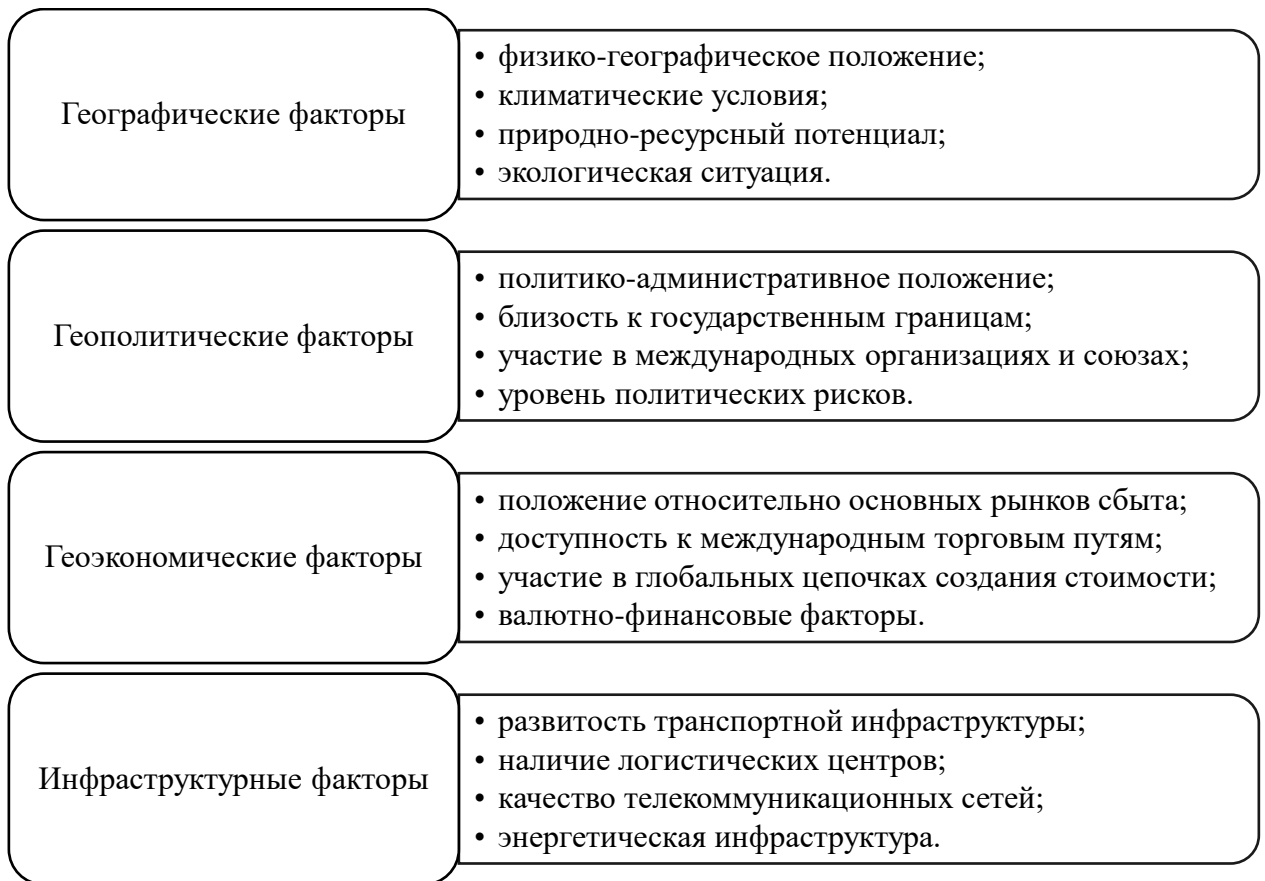 Географические факторы
• физико-географическое положение;
• климатические условия;
• природно-ресурсный потенциал;
• экологическая ситуация.
Геополитические факторы
• политико-административное положение;
• близость к государственным границам;
• участие в международных организациях и союзах;
• уровень политических рисков.
Геоэкономические факторы
• положение относительно основных рынков сбыта;
• доступность к международным торговым путям;
• участие в глобальных цепочках создания стоимости;
• валютно-финансовые факторы.
Инфраструктурные факторы
• развитость транспортной инфраструктуры;
• наличие логистических центров;
• качество телекоммуникационных сетей;
• энергетическая инфраструктура.